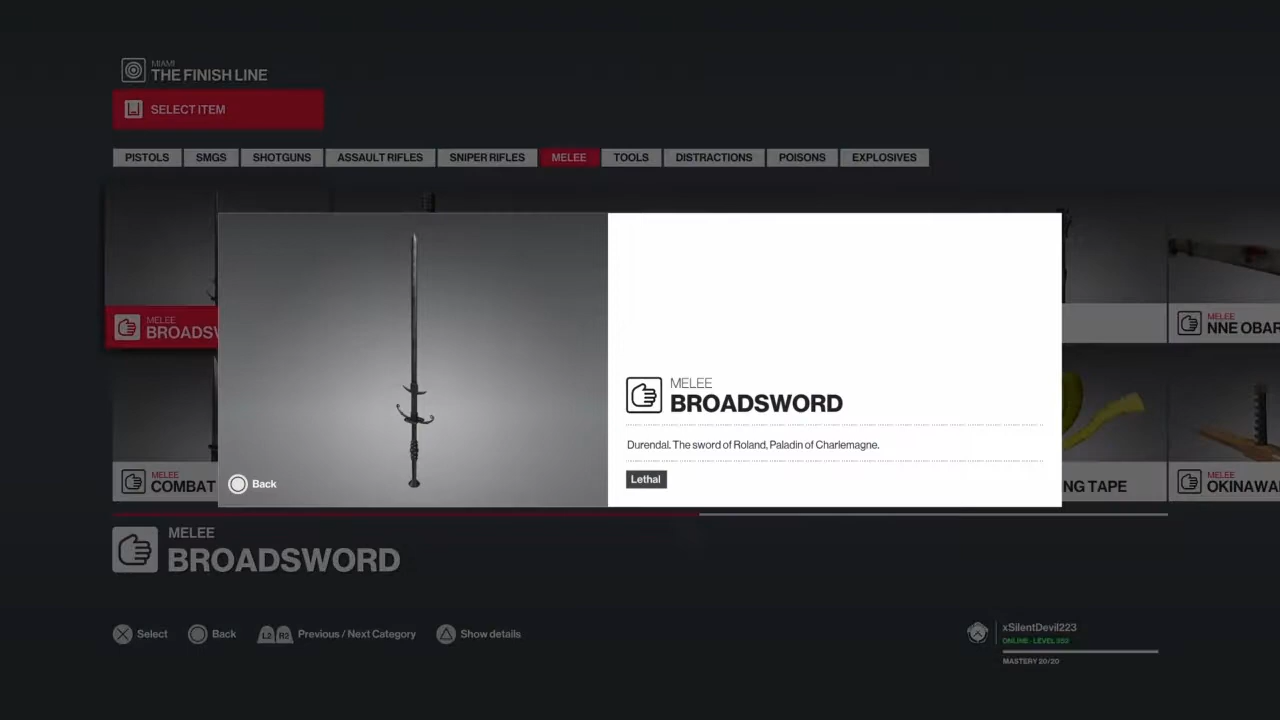 MIAMI
THE FINISH LINE
SELECT ITEM
PISTOLS SMGS SHOTGUNS ASSAULT RIFLES SNIPER RIFLES MELEE TOOLS DISTRACTIONS POISONS EXPLOSIVES
MELEE
BROADSW
MELEE
NNE OBAR
MELEE
BROADSWORD
Durendal. The sword of Roland, Paladin of Charlemagne.
Lethal
Back
MELEE
COMBAT
NG TAPE
MELEE
OKINAWA
MELEE
BROADSWORD
Select Back L2 R2 Previous / Next Category Show details
xSilentDevil223
MASTERY 20/20